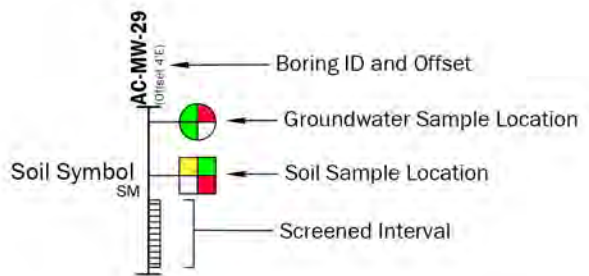 AC-MW-29
(Offset 4'E)
Boring ID and Offset
Groundwater Sample Location
Soil Symbol
SM
Soil Sample Location
Screened Interval